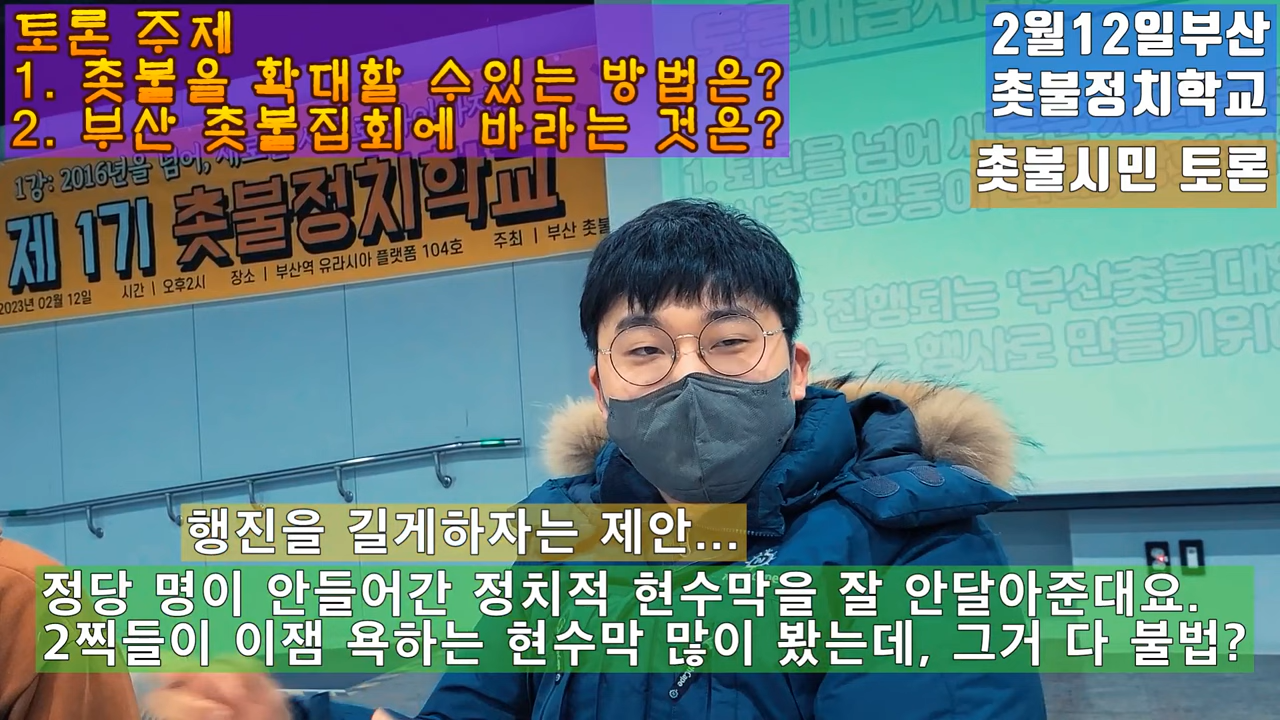 토론 주제
1. 촛불을 확대할 수있는 방법은?
2. 부산 촛불집회에 바라는 것은?
2월12일부산
촛불정치학교
촛불시민 토론
1강: 2016년을 넘어, 새로운
제 1기 촛불정치학교
2023년 02월 12일 시간 | 오후2시 장소 | 부산역 유라시아 플랫폼 104호 주최 | 부산 촛불
1. 퇴진을 넘어
진행되는 '부산촛불대행
행사로 만들기위
행진을 길게하자는 제안...
정당 명이 안들어간 정치적 현수막을 잘 안달아준대요.
2찍들이 이잼 욕하는 현수막 많이 봤는데, 그거 다 불법?